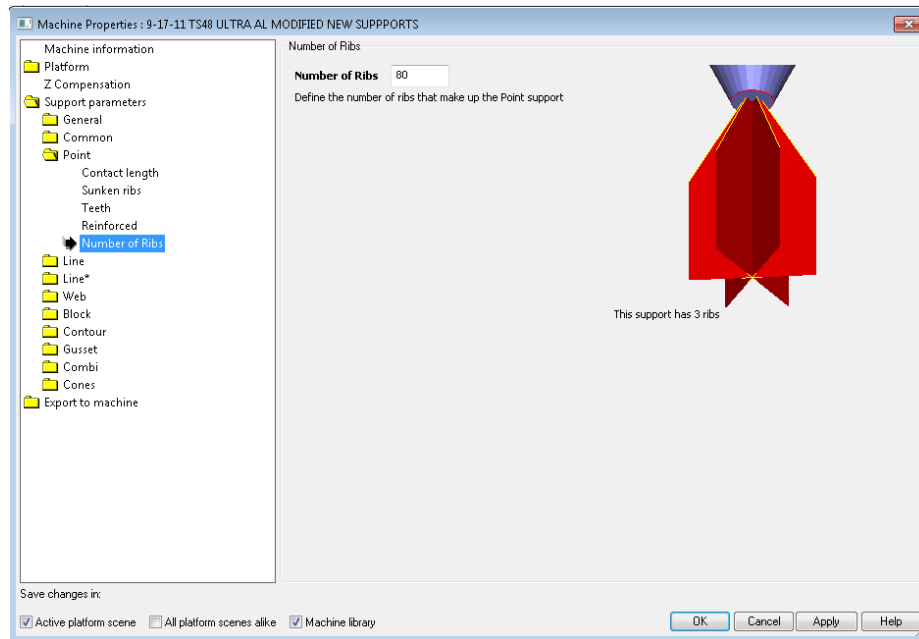 Machine Properties : 9-17-11 TS48 ULTRA AL MODIFIED NEW SUPPPORTS
Machine information
Platform
Z Compensation
Support parameters
General
Common
Point
Contact length
Sunken ribs
Teeth
Reinforced
Number of Ribs
Line
Line*
Web
Block
Contour
Gusset
Combi
Cones
Export to machine
Number of Ribs
Number of Ribs 80
Define the number of ribs that make up the Point support
This support has 3 ribs
Save changes in:
Active platform scene All platform scenes alike Machine library
OK Cancel Apply Help